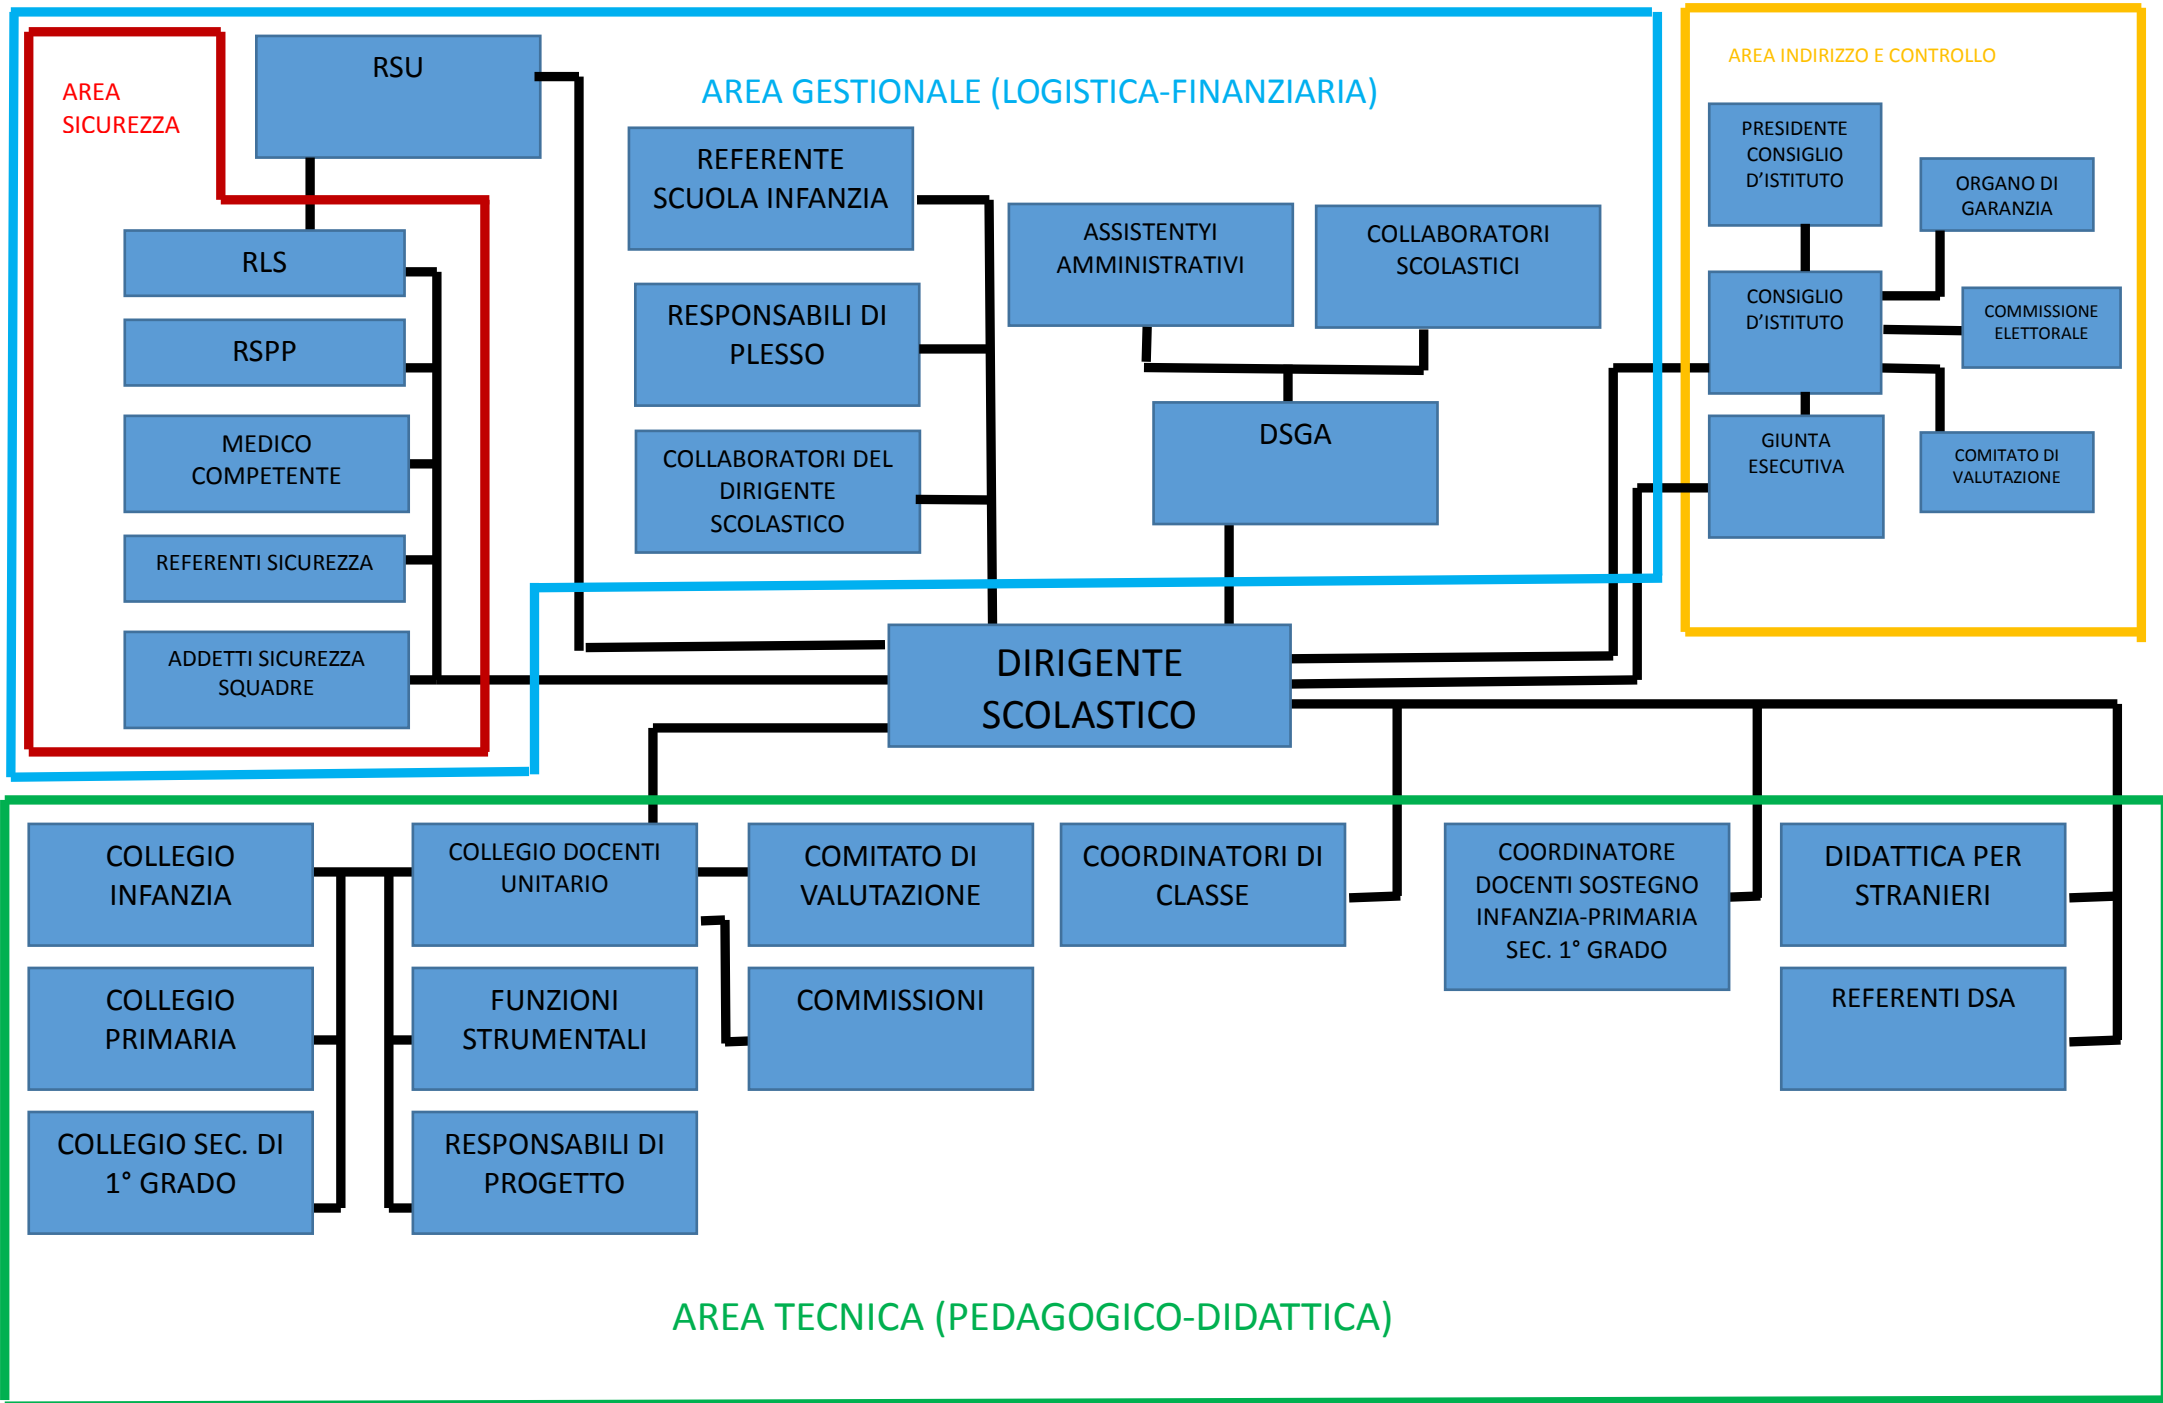 AREA
SICUREZZA
RSU
RLS
RSPP
MEDICO
COMPETENTE
REFERENTI SICUREZZA
ADDETTI SICUREZZA
SQUADRE
AREA GESTIONALE (LOGISTICA-FINANZIARIA)
REFERENTE
SCUOLA INFANZIA
RESPONSABILI DI
PLESSO
COLLABORATORI DEL
DIRIGENTE
SCOLASTICO
ASSISTENTYI
AMMINISTRATIVI
COLLABORATORI
SCOLASTICI
DSGA
AREA INDIRIZZO E CONTROLLO
PRESIDENTE
CONSIGLIO
D’ISTITUTO
ORGANO DI
GARANZIA
CONSIGLIO
D’ISTITUTO
COMMISSIONE
ELETTORALE
GIUNTA
ESECUTIVA
COMITATO DI
VALUTAZIONE
DIRIGENTE
SCOLASTICO
COLLEGIO
INFANZIA
COLLEGIO DOCENTI
UNITARIO
COMITATO DI
VALUTAZIONE
COORDINATORI DI
CLASSE
COORDINATORE
DOCENTI SOSTEGNO
INFANZIA-PRIMARIA
SEC. 1° GRADO
DIDATTICA PER
STRANIERI
COLLEGIO
PRIMARIA
FUNZIONI
STRUMENTALI
COMMISSIONI
REFERENTI DSA
COLLEGIO SEC. DI
1° GRADO
RESPONSABILI DI
PROGETTO
AREA TECNICA (PEDAGOGICO-DIDATTICA)